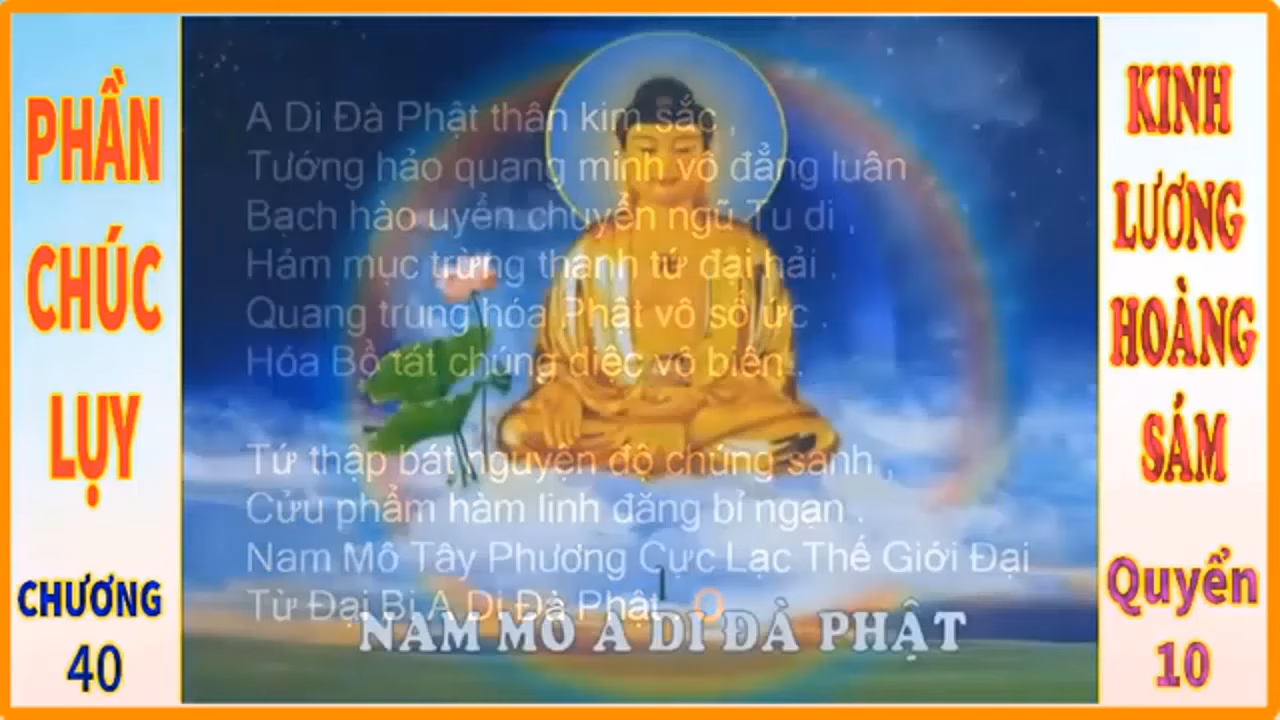 PHẦN
CHÚC
LỤY
CHƯƠNG
40
A Di Đà Phật thân kim sắc ,
Tướng hảo quang minh vô đẳng luân
Bạch hào uyển chuyển ngũ Tu di ,
Hám mục trừng thanh tứ đại hải .
Quang trung hóa Phật vô số ức .
Hóa Bồ tát chúng diệc vô biên .
Tứ thập bát nguyện độ chúng sanh ,
Cửu phẩm hàm linh đăng bỉ ngạn .
Nam Mô Tây Phương Cực Lạc Thế Giới Đại
Từ Đại Bi A Di Đà Phật .
NAM MÔ A DI ĐÀ PHẬT
KINH
LƯƠNG
HOÀNG
SÁM
Quyển
10